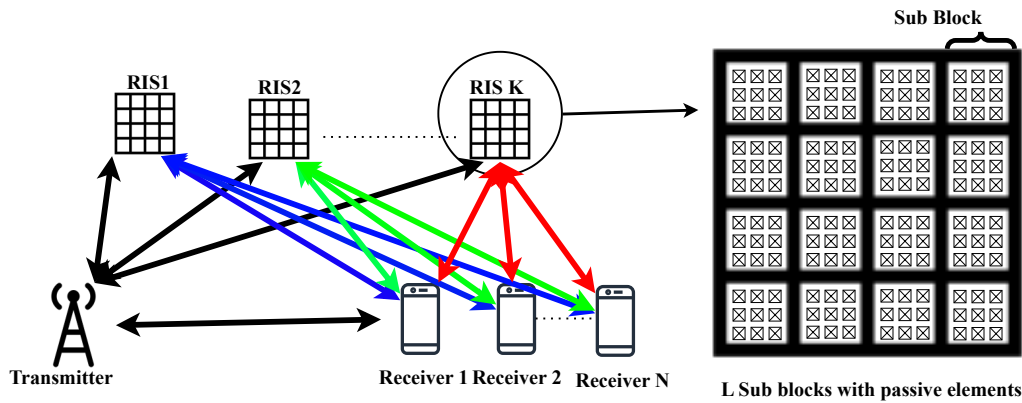 Sub Block
RIS1
RIS2
RIS K
Transmitter
Receiver 1
Receiver 2
Receiver N
L Sub blocks with passive elements